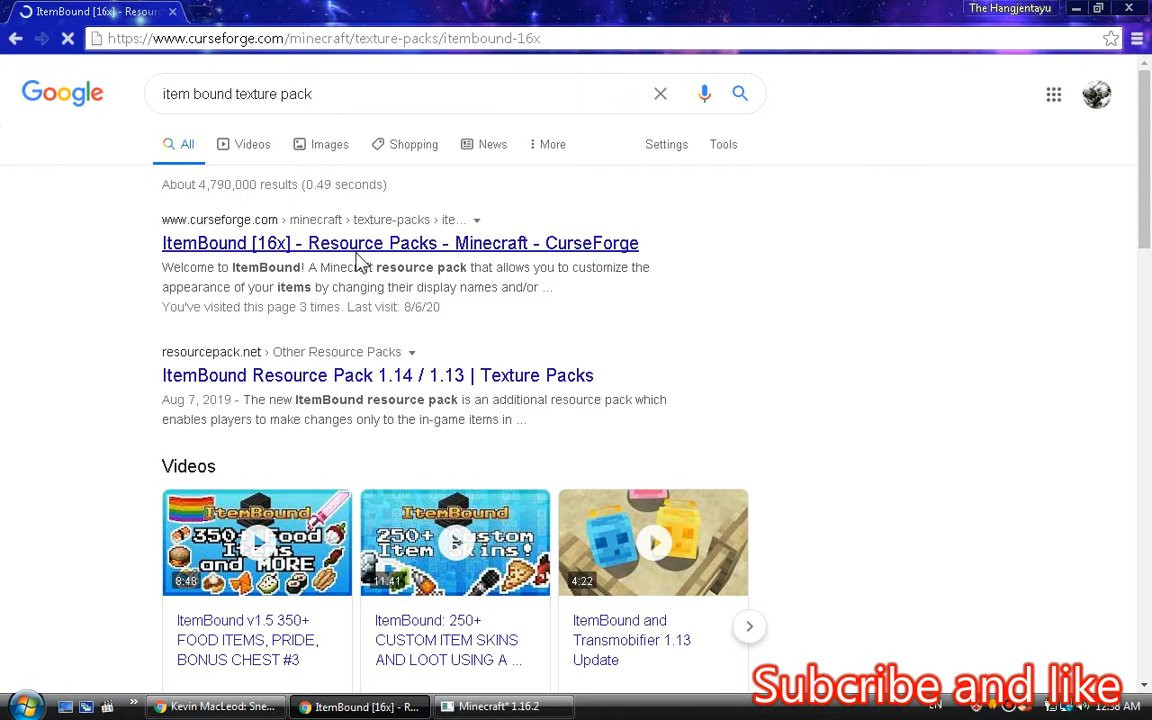 ItemBound [16x] - Resour
The Hangjentayu
https://www.curseforge.com/minecraft/texture-packs/itembound-16x
Google
item bound texture pack
All Videos Images Shopping News More Settings Tools
About 4,790,000 results (0.49 seconds)
www.curseforge.com › minecraft › texture-packs › ite...
ItemBound [16x] - Resource Packs - Minecraft - CurseForge
Welcome to ItemBound! A Minecraft resource pack that allows you to customize the
appearance of your items by changing their display names and/or ...
You've visited this page 3 times. Last visit: 8/6/20
resourcepack.net › Other Resource Packs
ItemBound Resource Pack 1.14 / 1.13 | Texture Packs
Aug 7, 2019 - The new ItemBound resource pack is an additional resource pack which
enables players to make changes only to the in-game items in ...
Videos
ItemBound
350+ Food
Items
and MORE
8:48
ItemBound
250+ Custom
Item Skins!
11:41
4:22
ItemBound v1.5 350+
FOOD ITEMS, PRIDE,
BONUS CHEST #3
ItemBound: 250+
CUSTOM ITEM SKINS
AND LOOT USING A ...
ItemBound and
Transmobifier 1.13
Update
Subcribe and like
Kevin MacLeod: Sne...
ItemBound [16x] - R...
Minecraft* 1.16.2
EN
12:58 AM